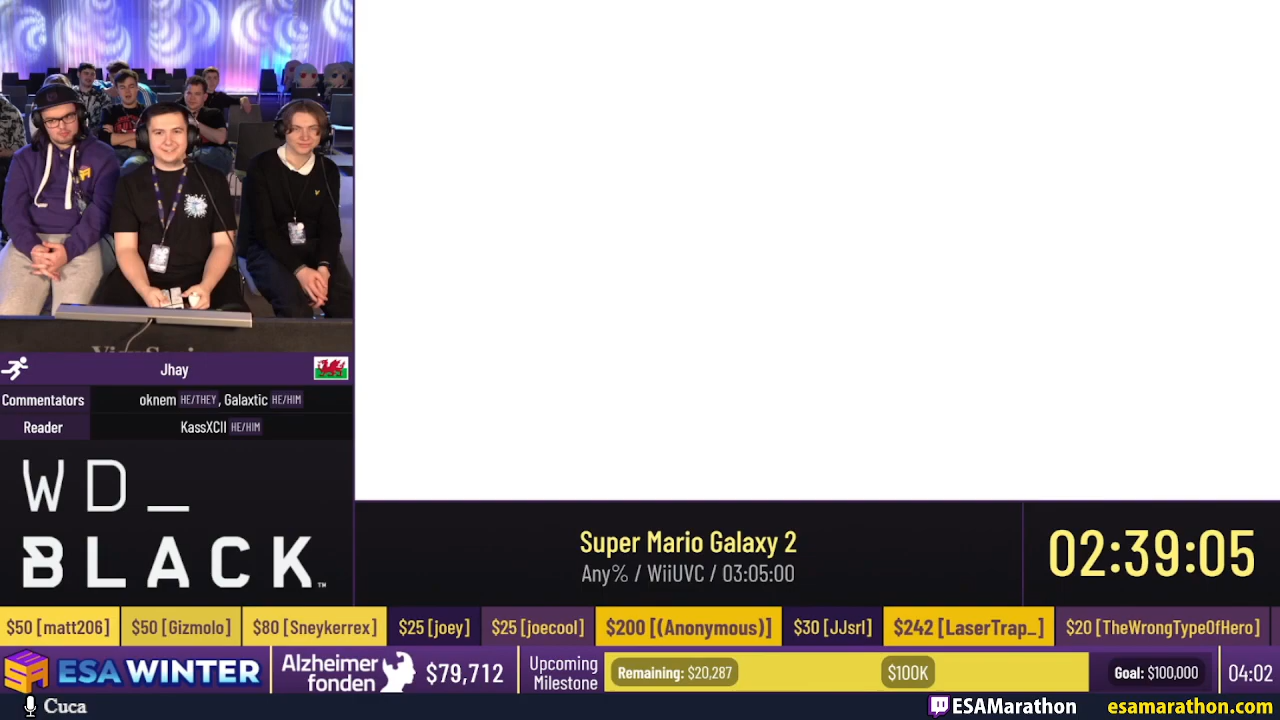 Jhay
Commentators
oknem HE/THEY, Galaxtic HE/HIM
Reader
KassXCII HE/HIM
WD_
BLACK™
Super Mario Galaxy 2
Any% / WiiUVC / 03:05:00
02:39:05
$50 [matt206]
$50 [Gizmolo]
$80 [Sneykerrex]
$25 [joey]
$25 [joecool]
$200 [(Anonymous)]
$30 [JJsrl]
$242 [LaserTrap_]
$20 [TheWrongTypeOfHero]
ESA WINTER
Alzheimer
fonden
$79,712
Upcoming
Milestone
Remaining: $20,287
$100K
Goal: $100,000
04:02
Cuca
ESAMarathon
esamarathon.com